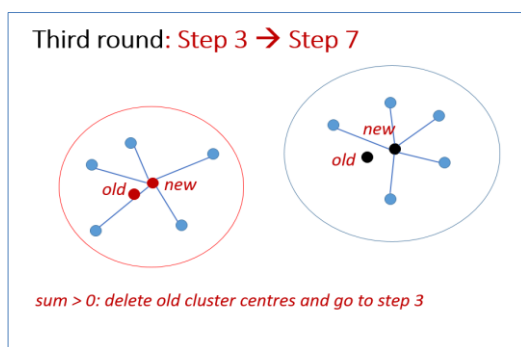 Third round: Step 3 → Step 7
new
old
old
new
sum > 0: delete old cluster centres and go to step 3